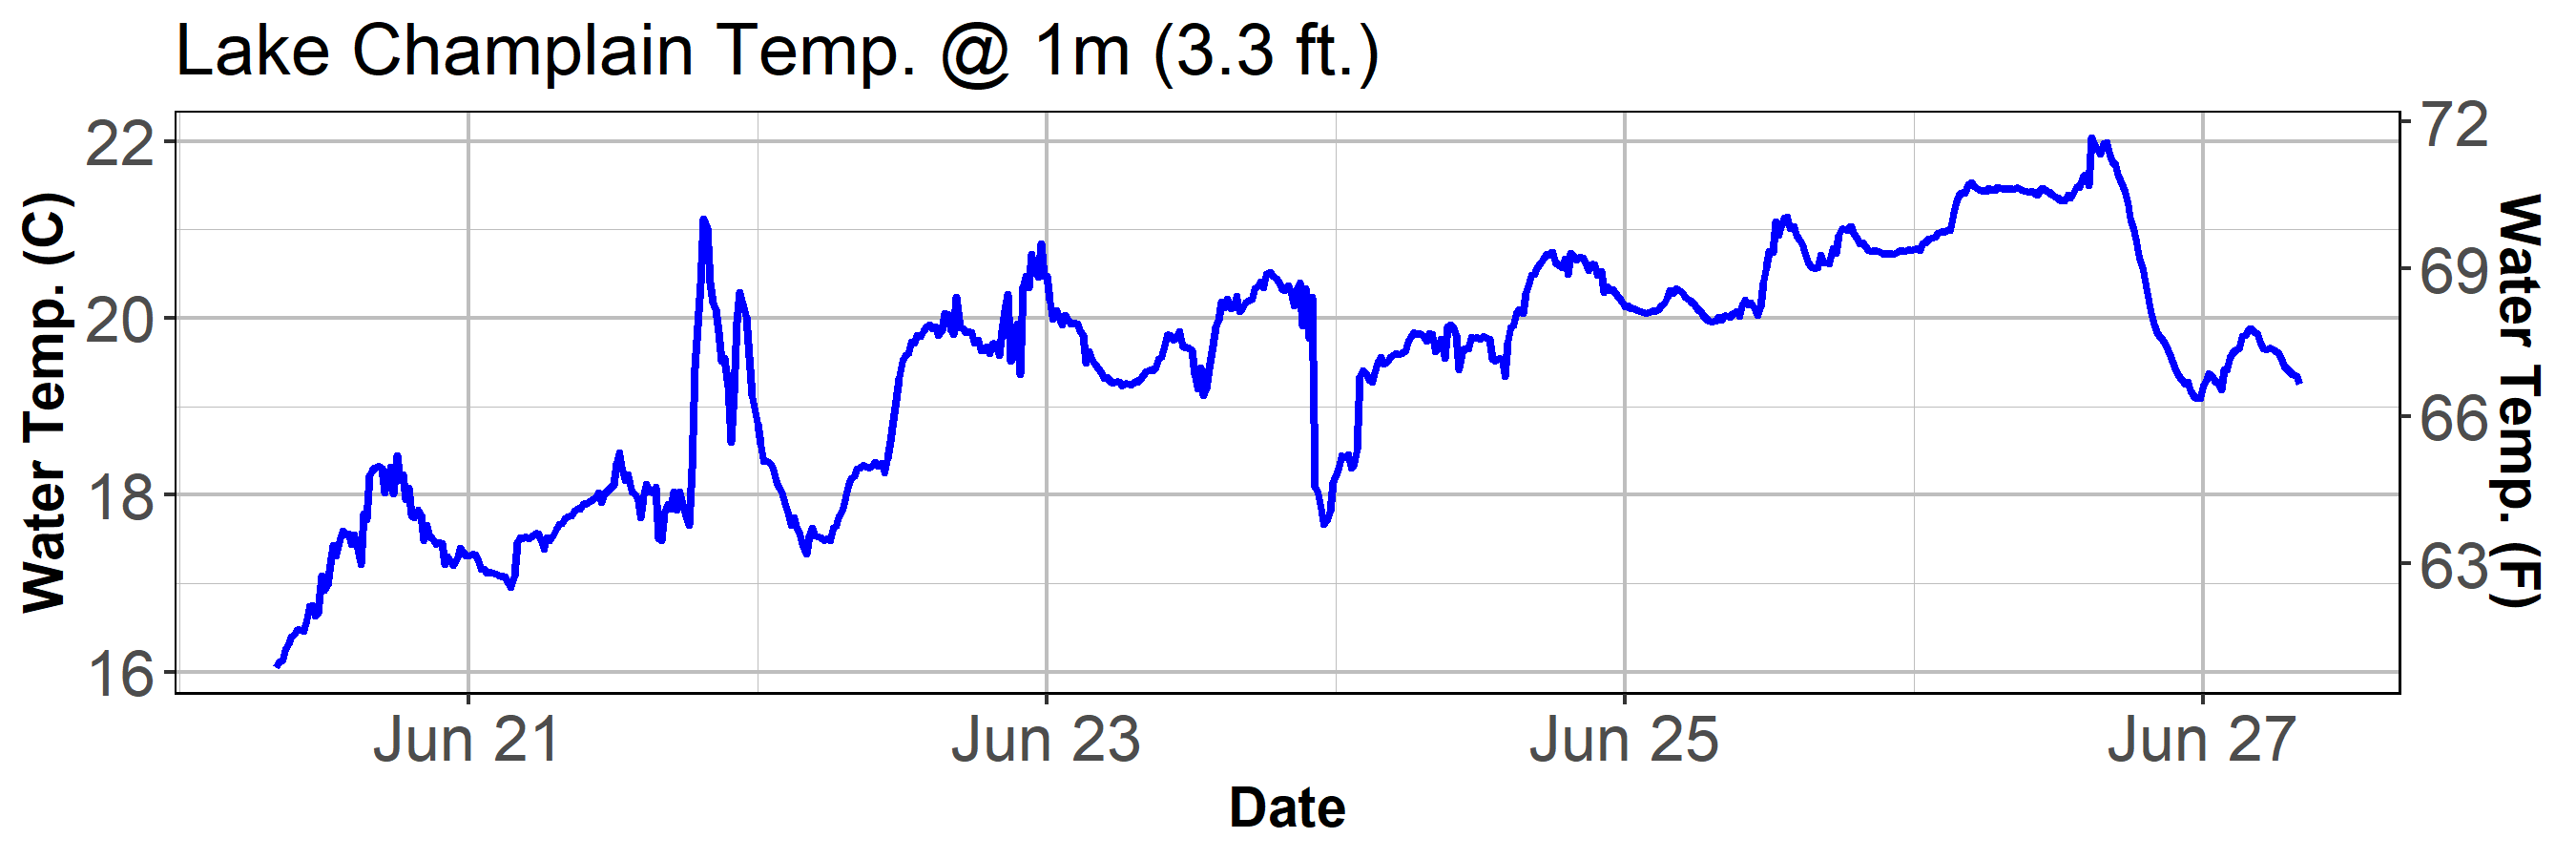 Lake Champlain Temp. @ 1m (3.3 ft.)
22
20
18
16
Water Temp. (C)
72
69
66
63
Water Temp. (F)
Jun 21
Jun 23
Jun 25
Jun 27
Date